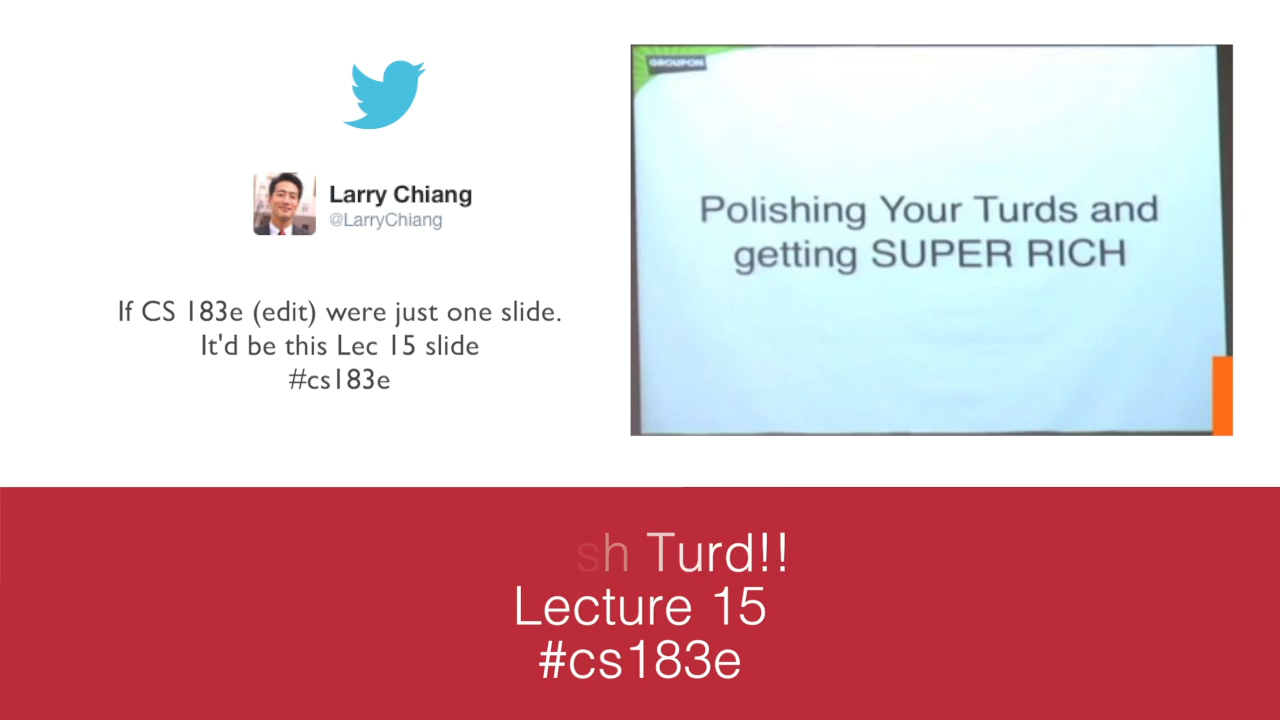 Larry Chiang
@LarryChiang
If CS 183e (edit) were just one slide.
It'd be this Lec 15 slide
#cs183e
GROUPON
Polishing Your Turds and
getting SUPER RICH
sh Turd!!
Lecture 15
#cs183e